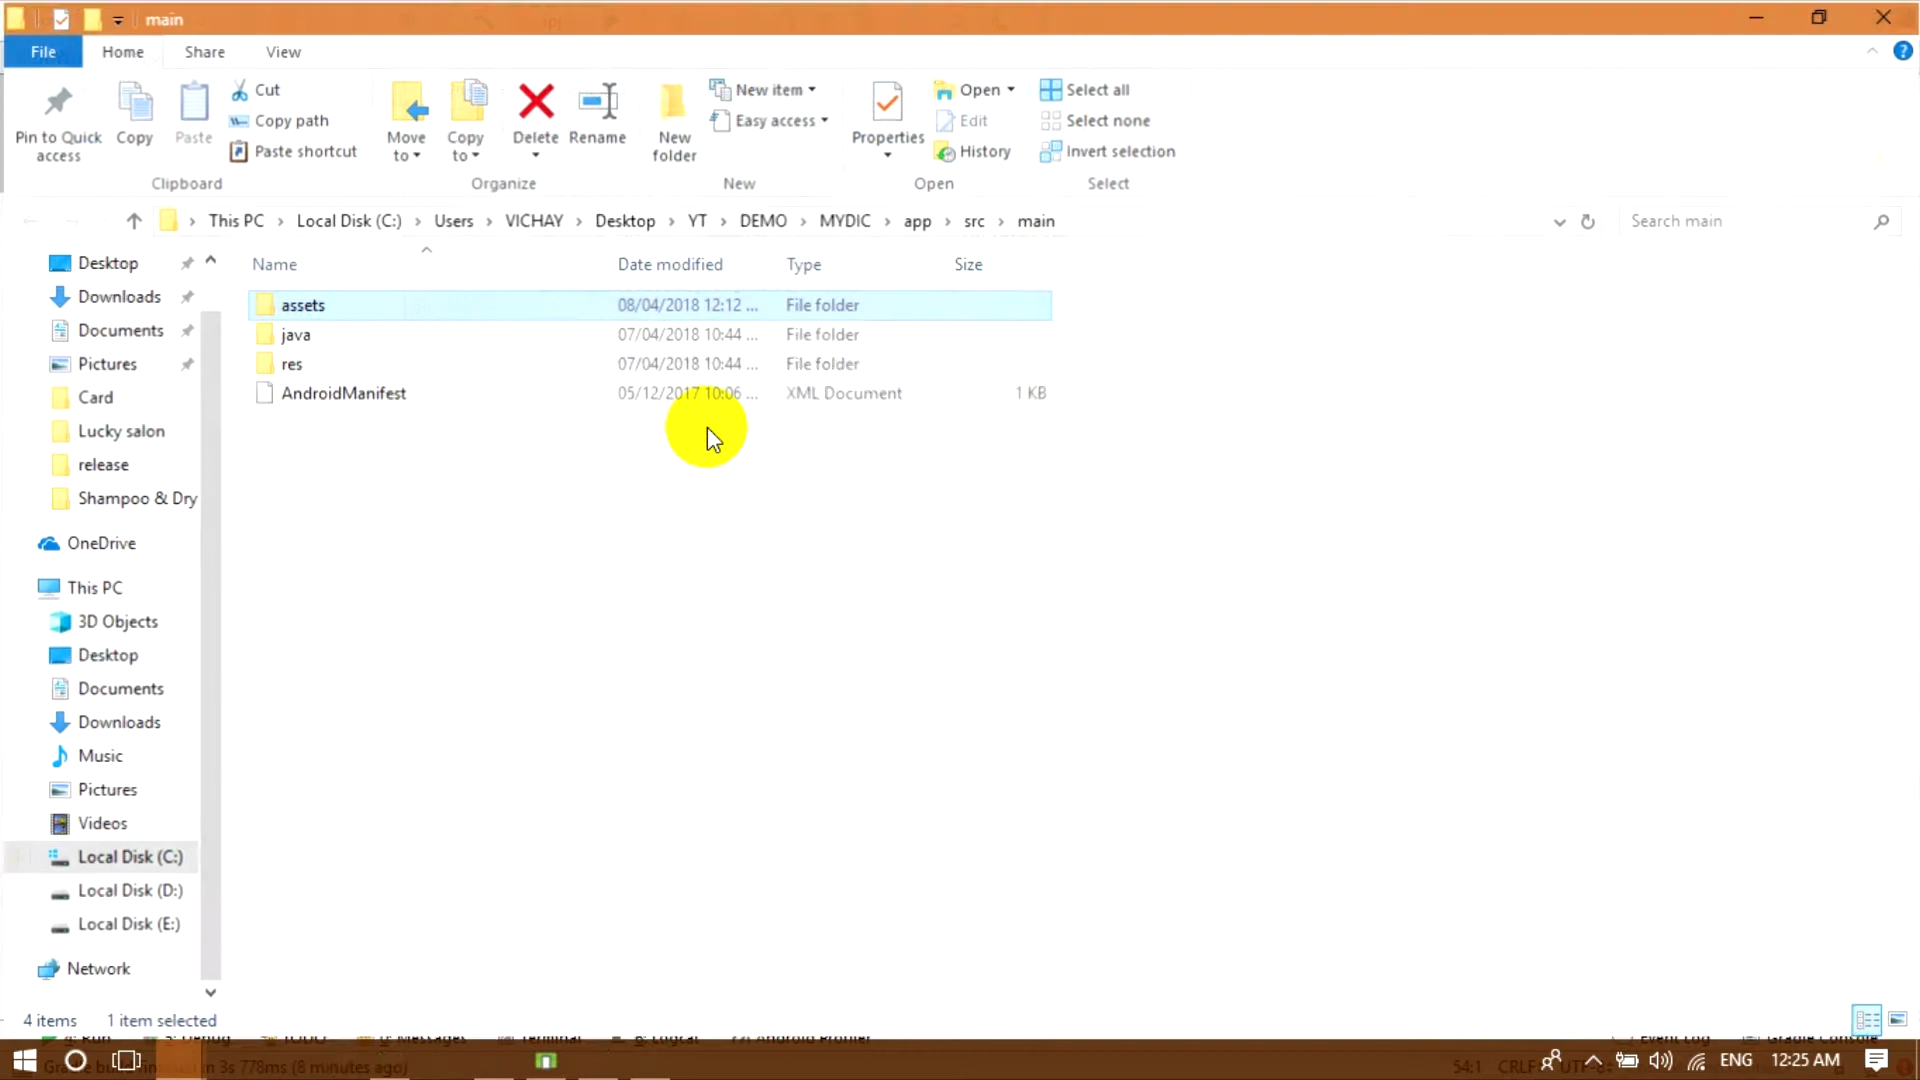 main
File Home Share View
Pin to Quick access
Copy
Paste
Cut
Copy path
Paste shortcut
Clipboard
Move to
Copy to
Delete
Rename
Organize
New folder
New item
Easy access
New
Properties
Open
Edit
History
Open
Select all
Select none
Invert selection
Select
This PC > Local Disk (C:) > Users > VICHAY > Desktop > YT > DEMO > MYDIC > app > src > main
Search main
Name Date modified Type Size
assets 08/04/2018 12:12 ... File folder
java 07/04/2018 10:44 ... File folder
res 07/04/2018 10:44 ... File folder
AndroidManifest 05/12/2017 10:06 ... XML Document 1 KB
Desktop
Downloads
Documents
Pictures
Card
Lucky salon
release
Shampoo & Dry
OneDrive
This PC
3D Objects
Desktop
Documents
Downloads
Music
Pictures
Videos
Local Disk (C:)
Local Disk (D:)
Local Disk (E:)
Network
4 items 1 item selected
ENG 12:25 AM